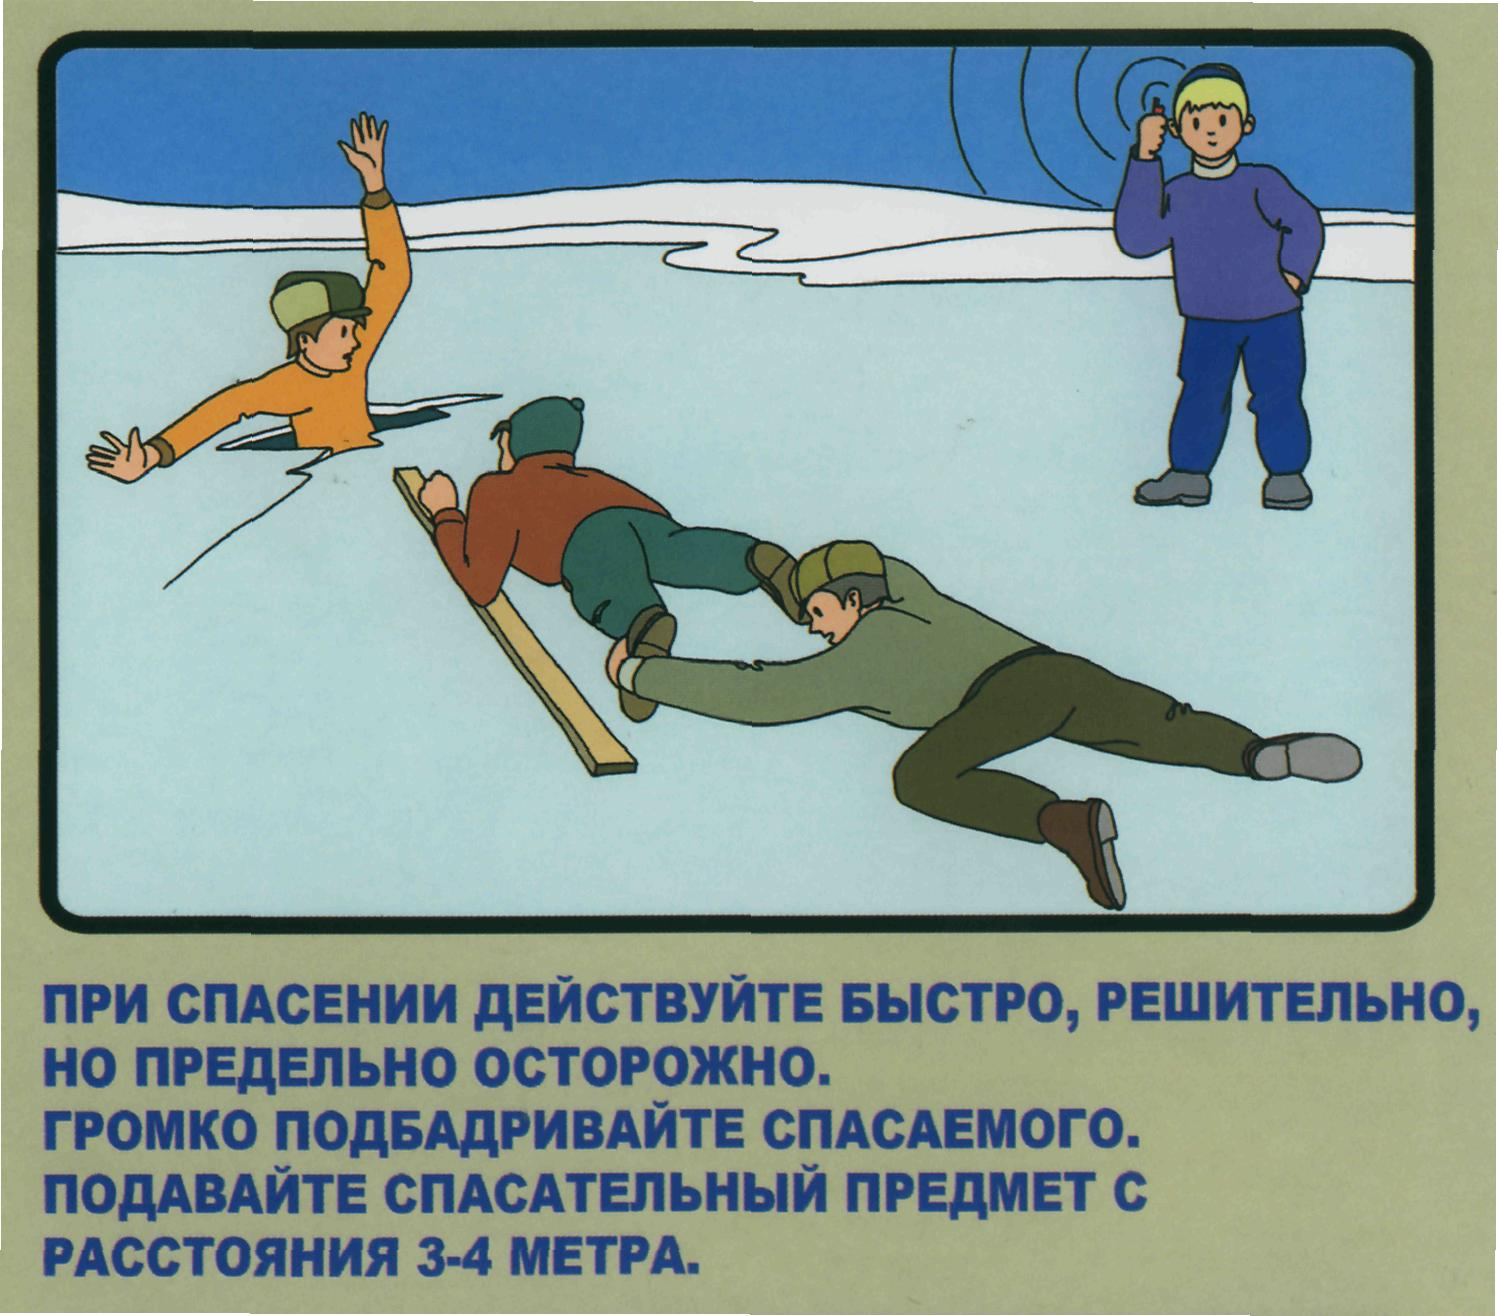 ПРИ СПАСЕНИИ ДЕЙСТВУЙТЕ БЫСТРО, РЕШИТЕЛЬНО,
НО ПРЕДЕЛЬНО ОСТОРОЖНО.
ГРОМКО ПОДБАДРИВАЙТЕ СПАСАЕМОГО.
ПОДАВАЙТЕ СПАСАТЕЛЬНЫЙ ПРЕДМЕТ С
РАССТОЯНИЯ 3-4 МЕТРА.